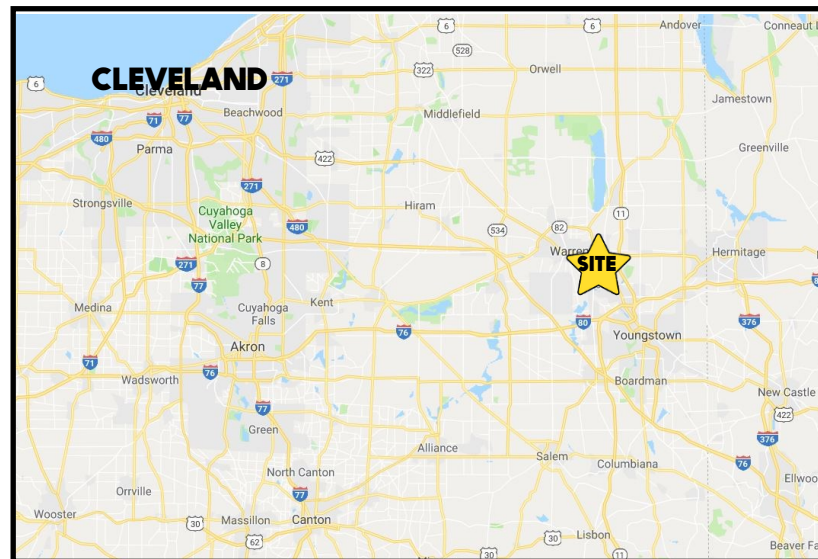 6
6
Andover
Conneaut L
528
322
Orwell
CLEVELAND
Cleveland
271
6
Jamestown
Beachwood
Middlefield
71
77
480
Parma
422
Greenville
271
Strongsville
Hiram
Cuyahoga
Valley
National Park
480
534
82
11
Warren
SITE
Hermitage
271
8
77
Medina
Cuyahoga
Falls
Kent
80
376
76
Youngstown
Akron
71
76
Wadsworth
Boardman
New Castle
77
422
Green
376
Alliance
Salem
Columbiana
76
North Canton
Ellwoo
Orrville
77
Wooster
30
Massillon
Canton
62
30
30
Lisbon
11
Beaver Fa